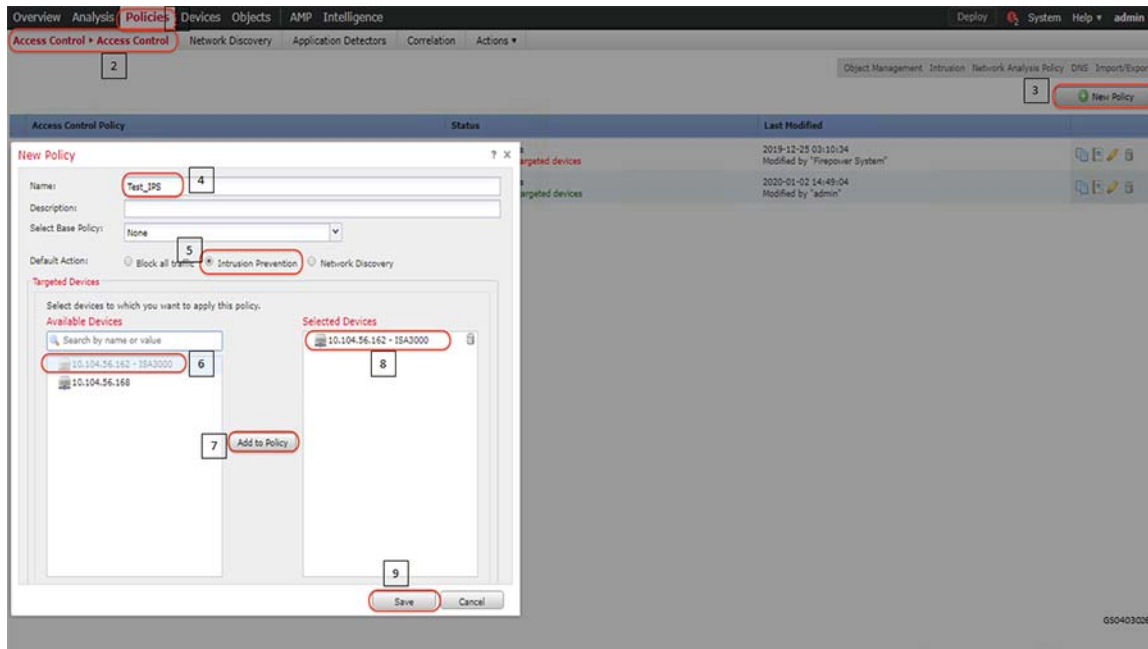 Overview Analysis Policies Devices Objects AMP Intelligence Deploy System Help ▾ admin
Access Control ▸ Access Control Network Discovery Application Detectors Correlation Actions ▾
2
Object Management Intrusion Network Analysis Policy DNS Import/Expor
3
New Policy
Access Control Policy Status Last Modified
argeted devices
2019-12-25 03:10:34
Modified by "Firepower System"
argeted devices
2020-01-02 14:49:04
Modified by "admin"
New Policy ? X
Name: Test_IPS 4
Description:
Select Base Policy: None
5
Default Action: Block all traffic Intrusion Prevention Network Discovery
Targeted Devices
Select devices to which you want to apply this policy.
Available Devices Selected Devices
Search by name or value
10.104.56.162 - ISA3000
10.104.56.162 - ISA3000 6
8
10.104.56.168
7 Add to Policy
9
Save Cancel